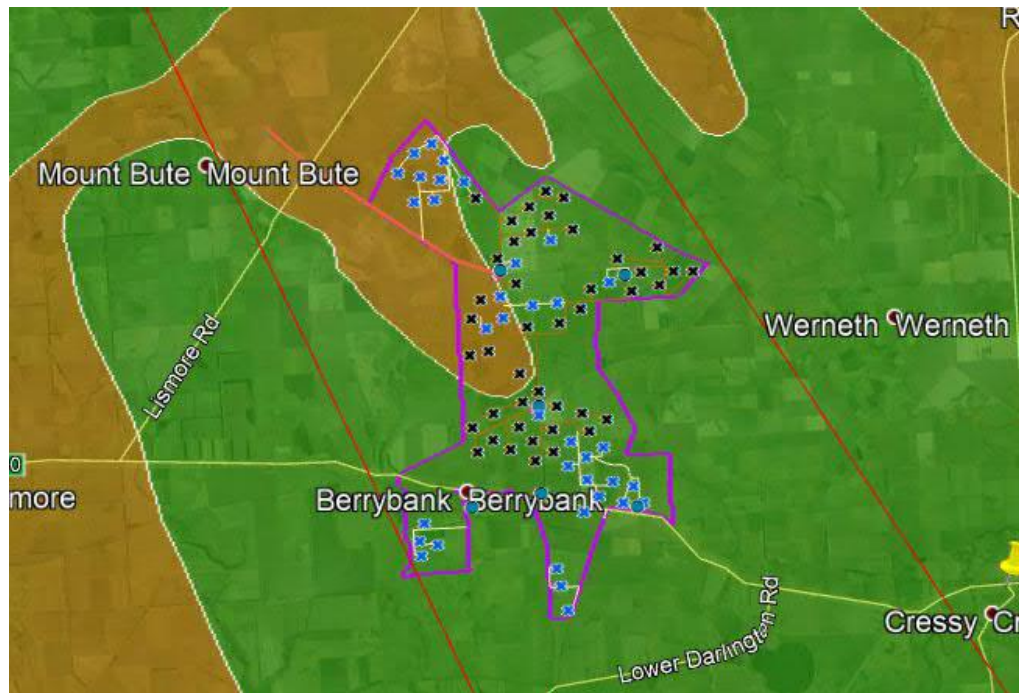 R
Mount Bute Mount Bute
Werneth Werneth
Lismore Rd
0
more
Berrybank Berrybank
Cressy Cr
Lower Darlington Rd